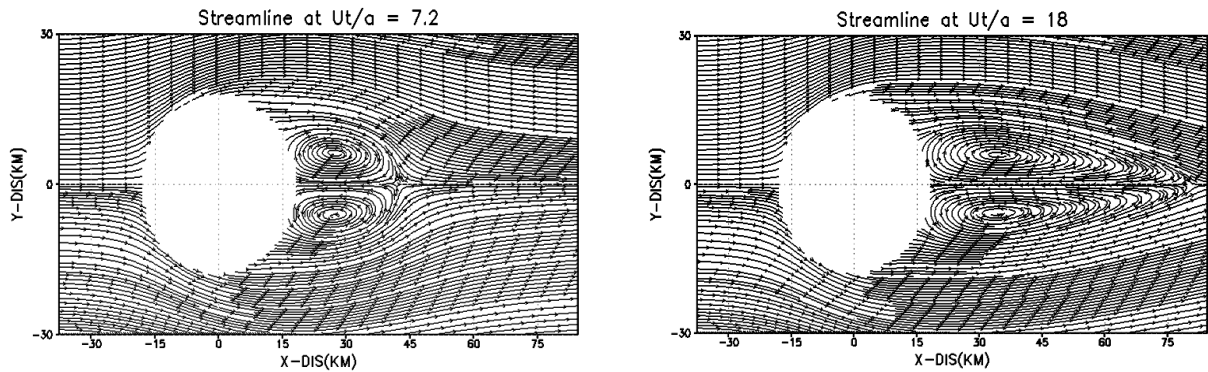 Streamline at Ut/a = 7.2
30
0
-30
Y-DIS(KM)
-30 -15 0 15 30 45 60 75
X-DIS(KM)
Streamline at Ut/a = 18
30
0
-30
Y-DIS(KM)
-30 -15 0 15 30 45 60 75
X-DIS(KM)